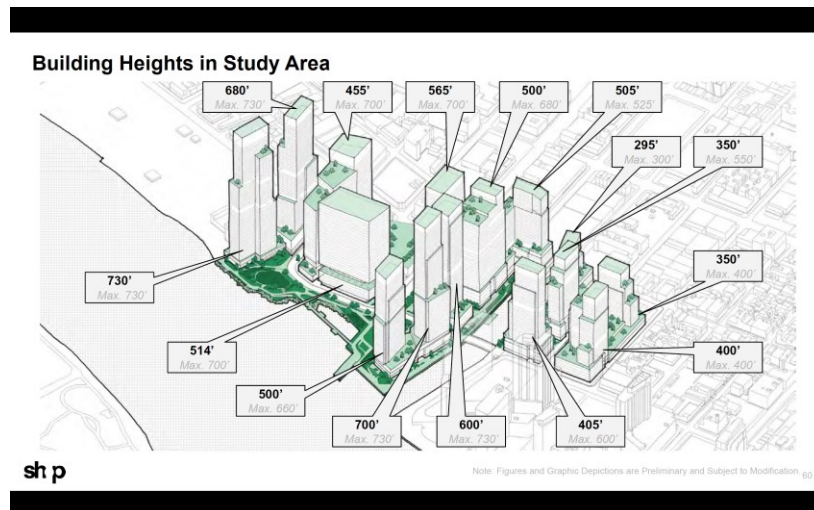 Building Heights in Study Area
680'
Max. 730'
455'
Max. 700'
565'
Max. 700'
500'
Max. 680'
505'
Max. 525'
295'
Max. 300'
350'
Max. 550'
350'
Max. 400'
730'
Max. 730'
514'
Max. 700'
400'
Max. 400'
500'
Max. 660'
700'
Max. 730'
600'
Max. 730'
405'
Max. 600'
shop
Note: Figures and Graphic Depictions are Preliminary and Subject to Modification
60